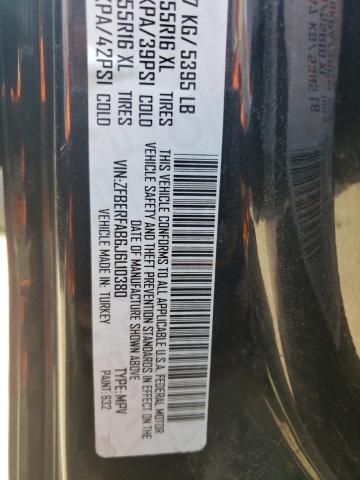 7 KG/5395 LB
55R16 XL TIRES
KPA/39PSI COLD
55R16 XL TIRES
KPA/42PSI COLD
THIS VEHICLE CONFORMS TO ALL APPLICABLE U.S.A. FEDERAL MOTOR
VEHICLE SAFETY AND THEFT PREVENTION STANDARDS IN EFFECT ON THE
DATE OF MANUFACTURE SHOWN ABOVE
VIN:ZFBERFAB6J6L10380 TYPE:MPV
VEHICLE MADE IN: TURKEY PAINT: 632